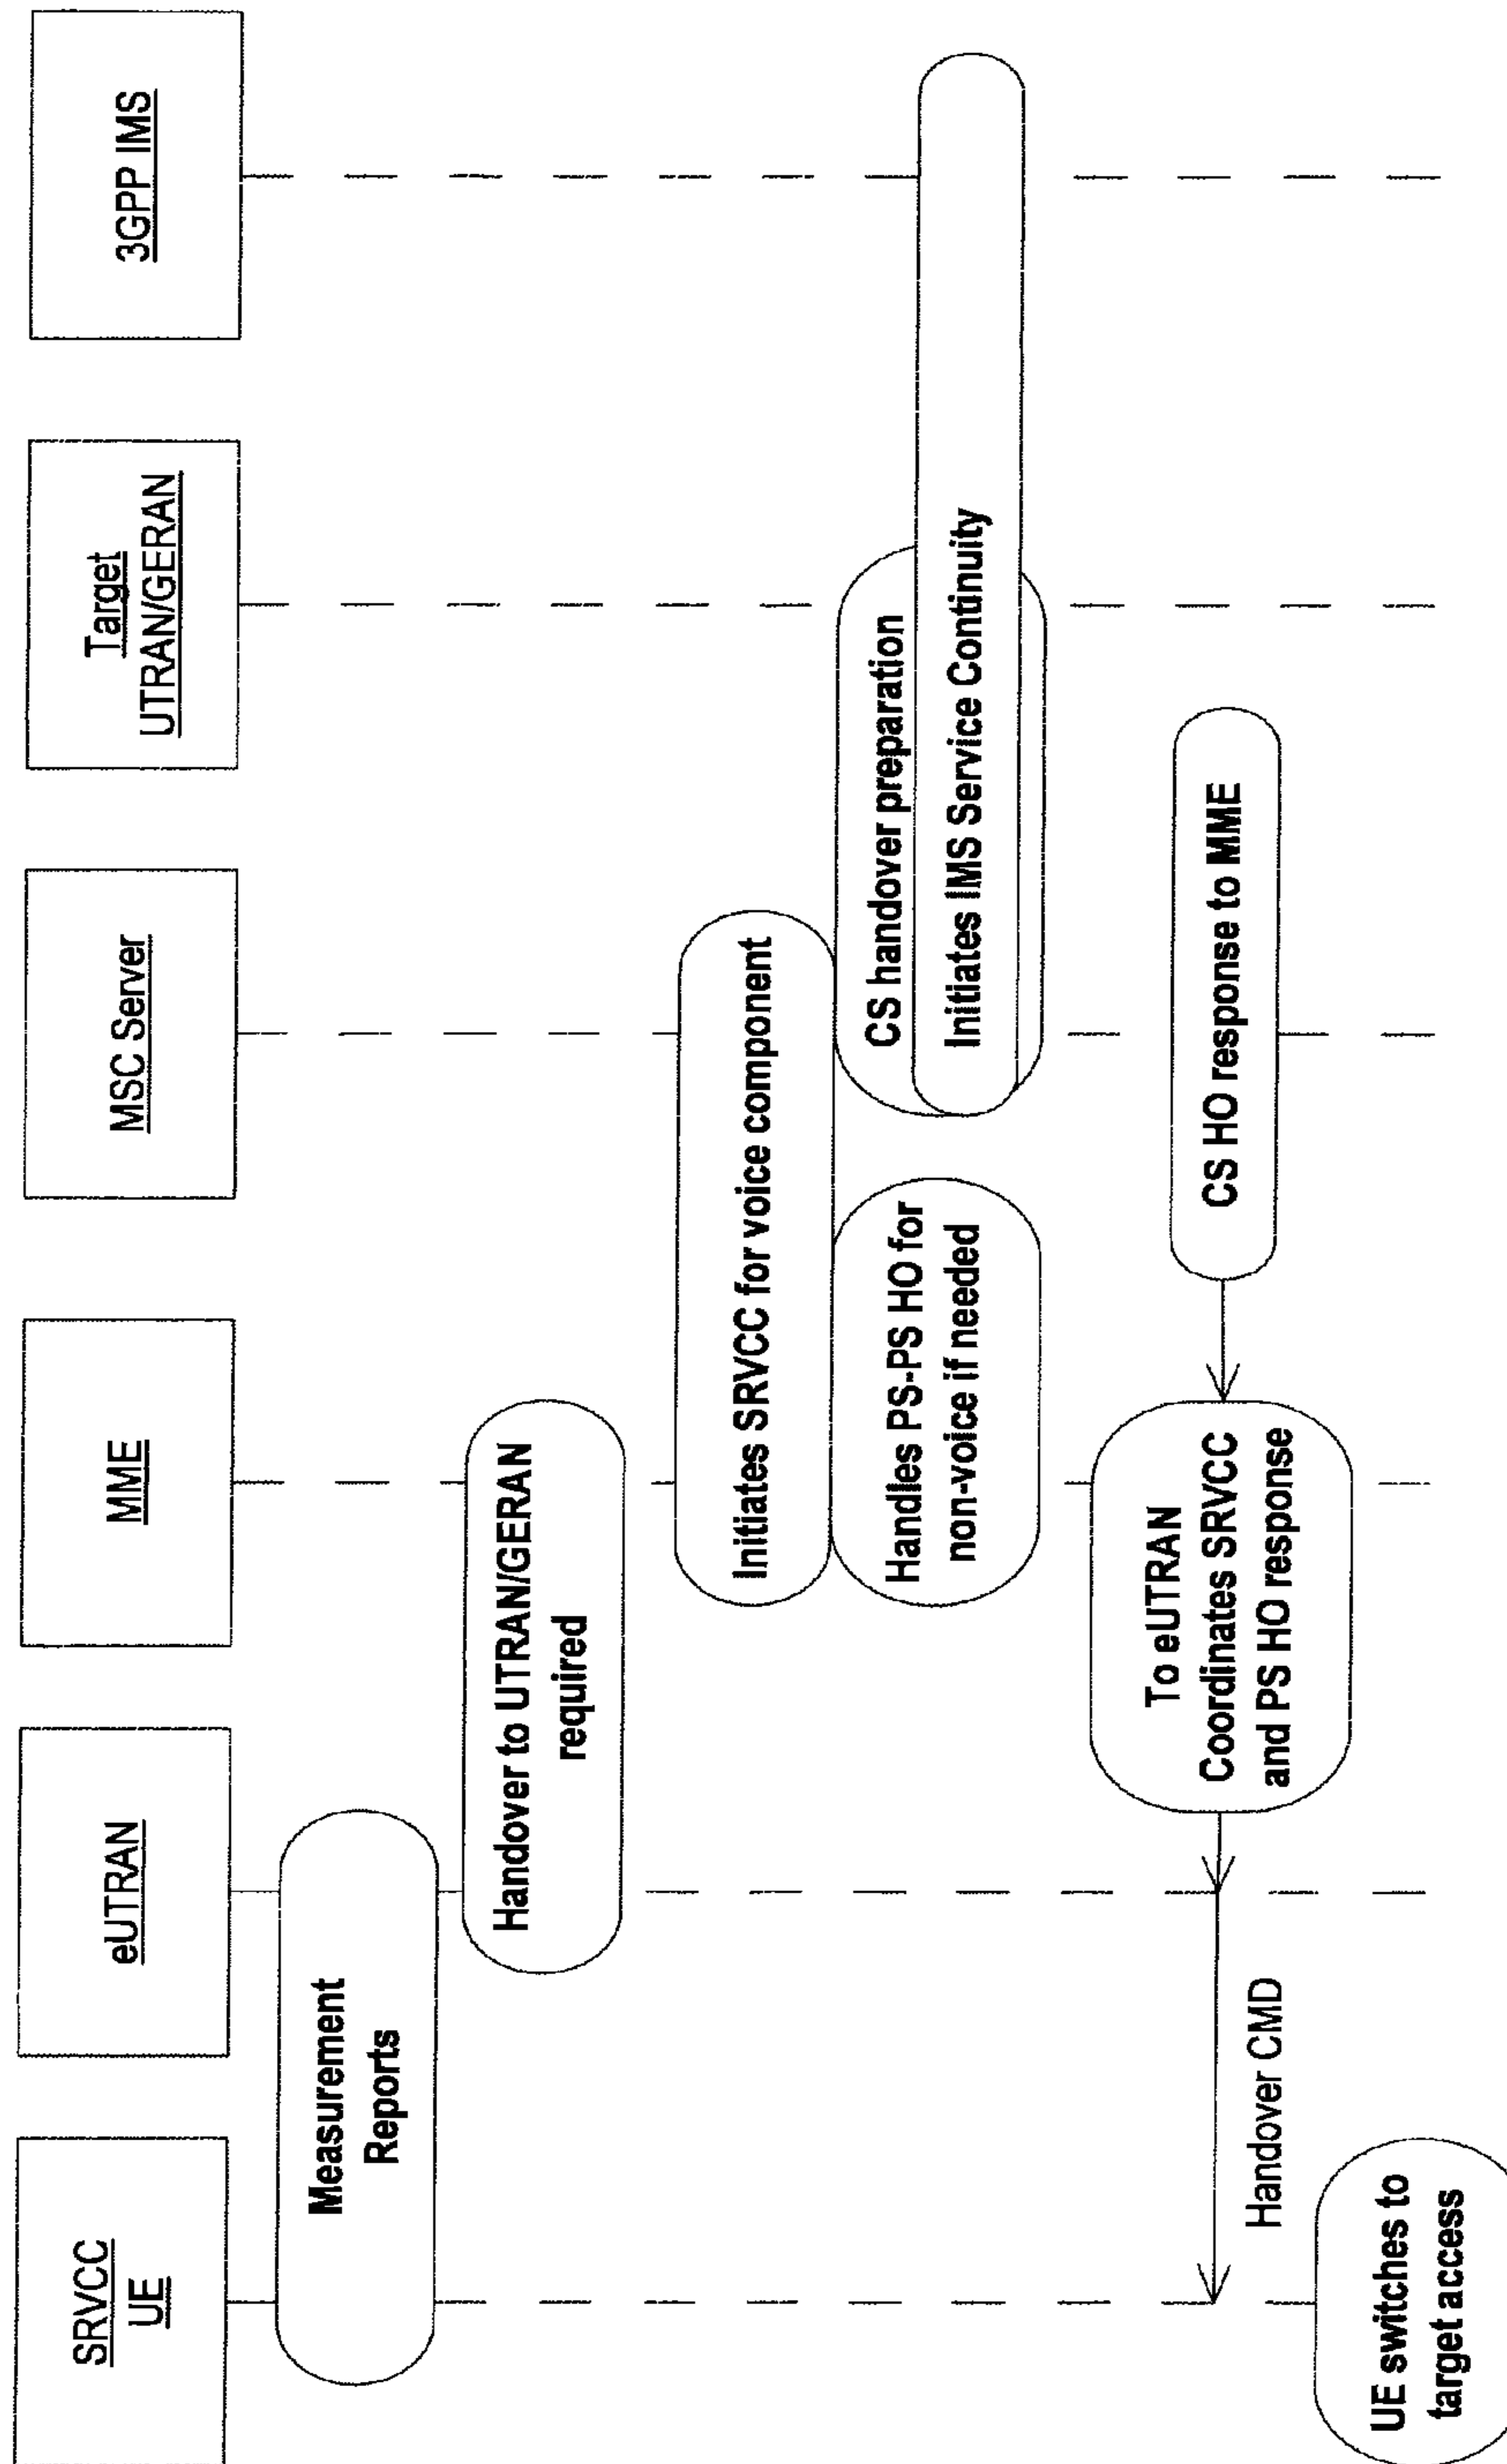 SRVCC
UE
eUTRAN
MME
MSC Server
Target
UTRAN/GERAN
3GPP IMS
Measurement
Reports
Handover to UTRAN/GERAN
required
Initiates SRVCC for voice component
Handles PS-PS HO for
non-voice if needed
CS handover preparation
Initiates IMS Service Continuity
To eUTRAN
Coordinates SRVCC
and PS HO response
CS HO response to MME
Handover CMD
UE switches to
target access